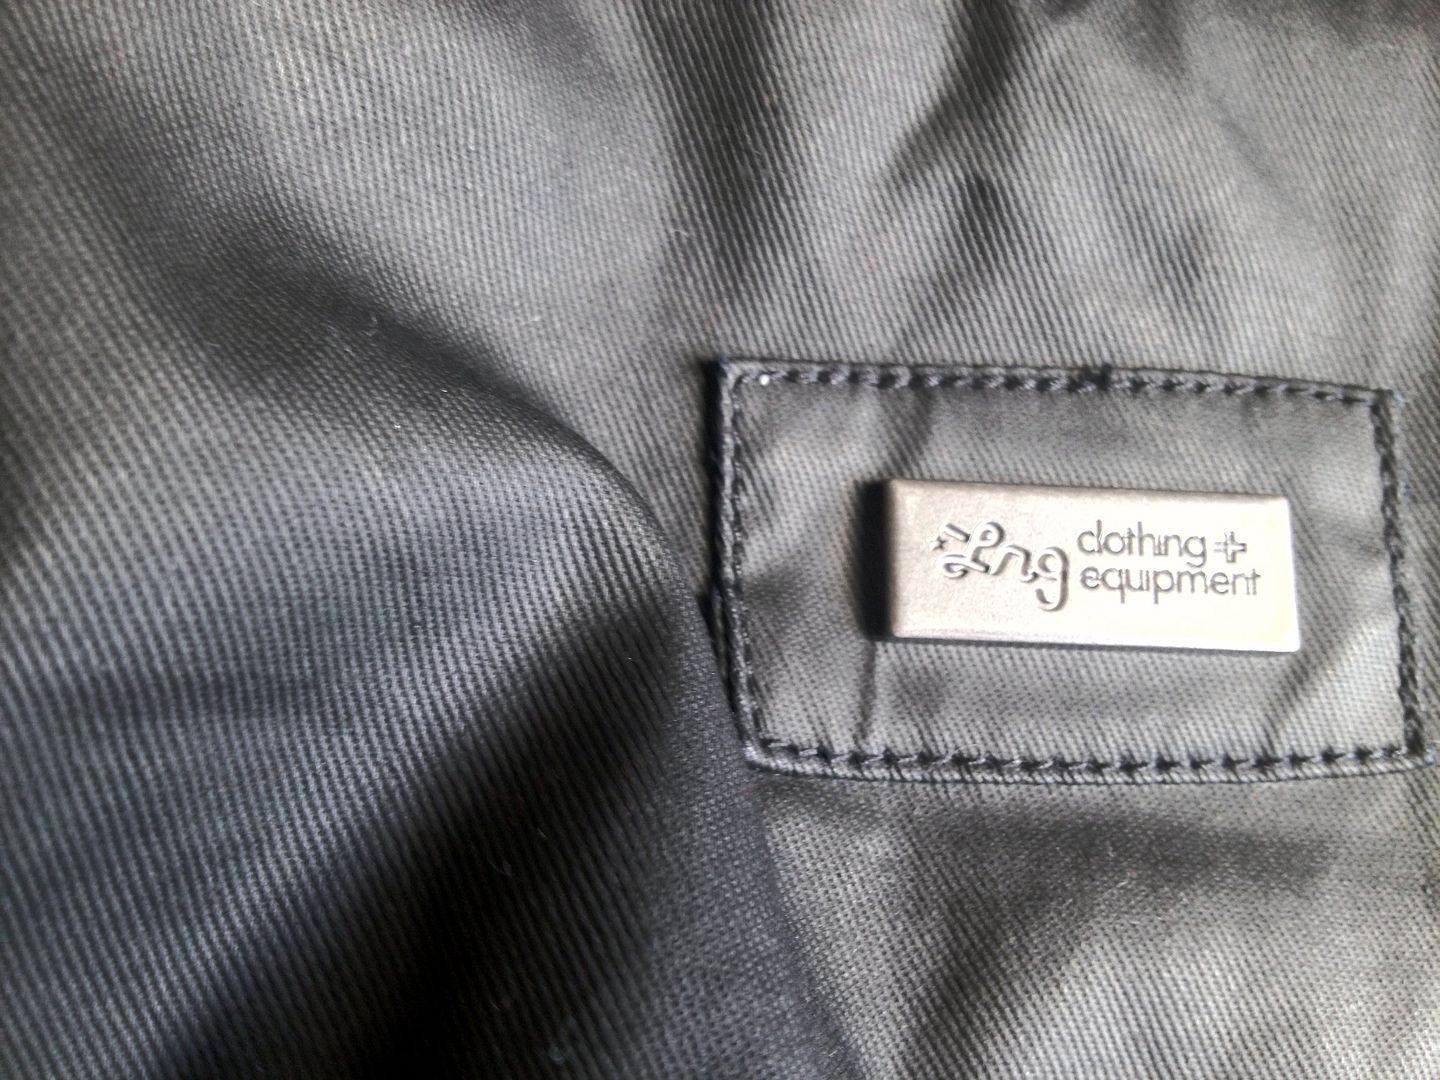 Lrg clothing +
equipment